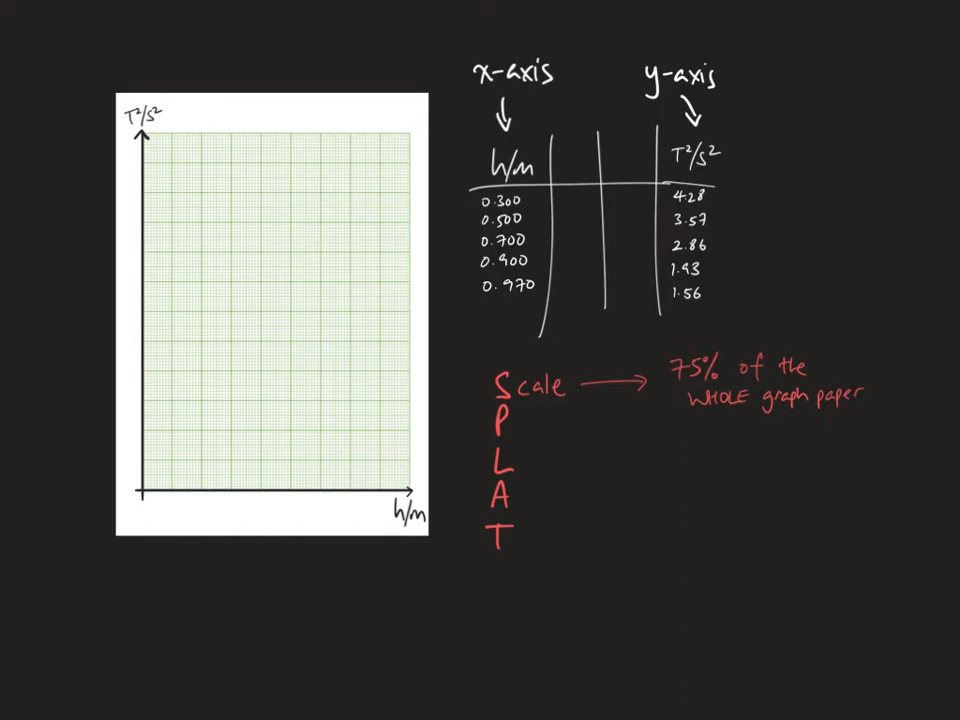 x-axis
y-axis
T²/s²
h/m
T²/s²
0.300
4.28
0.500
3.57
0.700
2.86
0.900
1.93
0.970
1.56
Scale → 75% of the
WHOLE graph paper
P
L
A
T
h/m